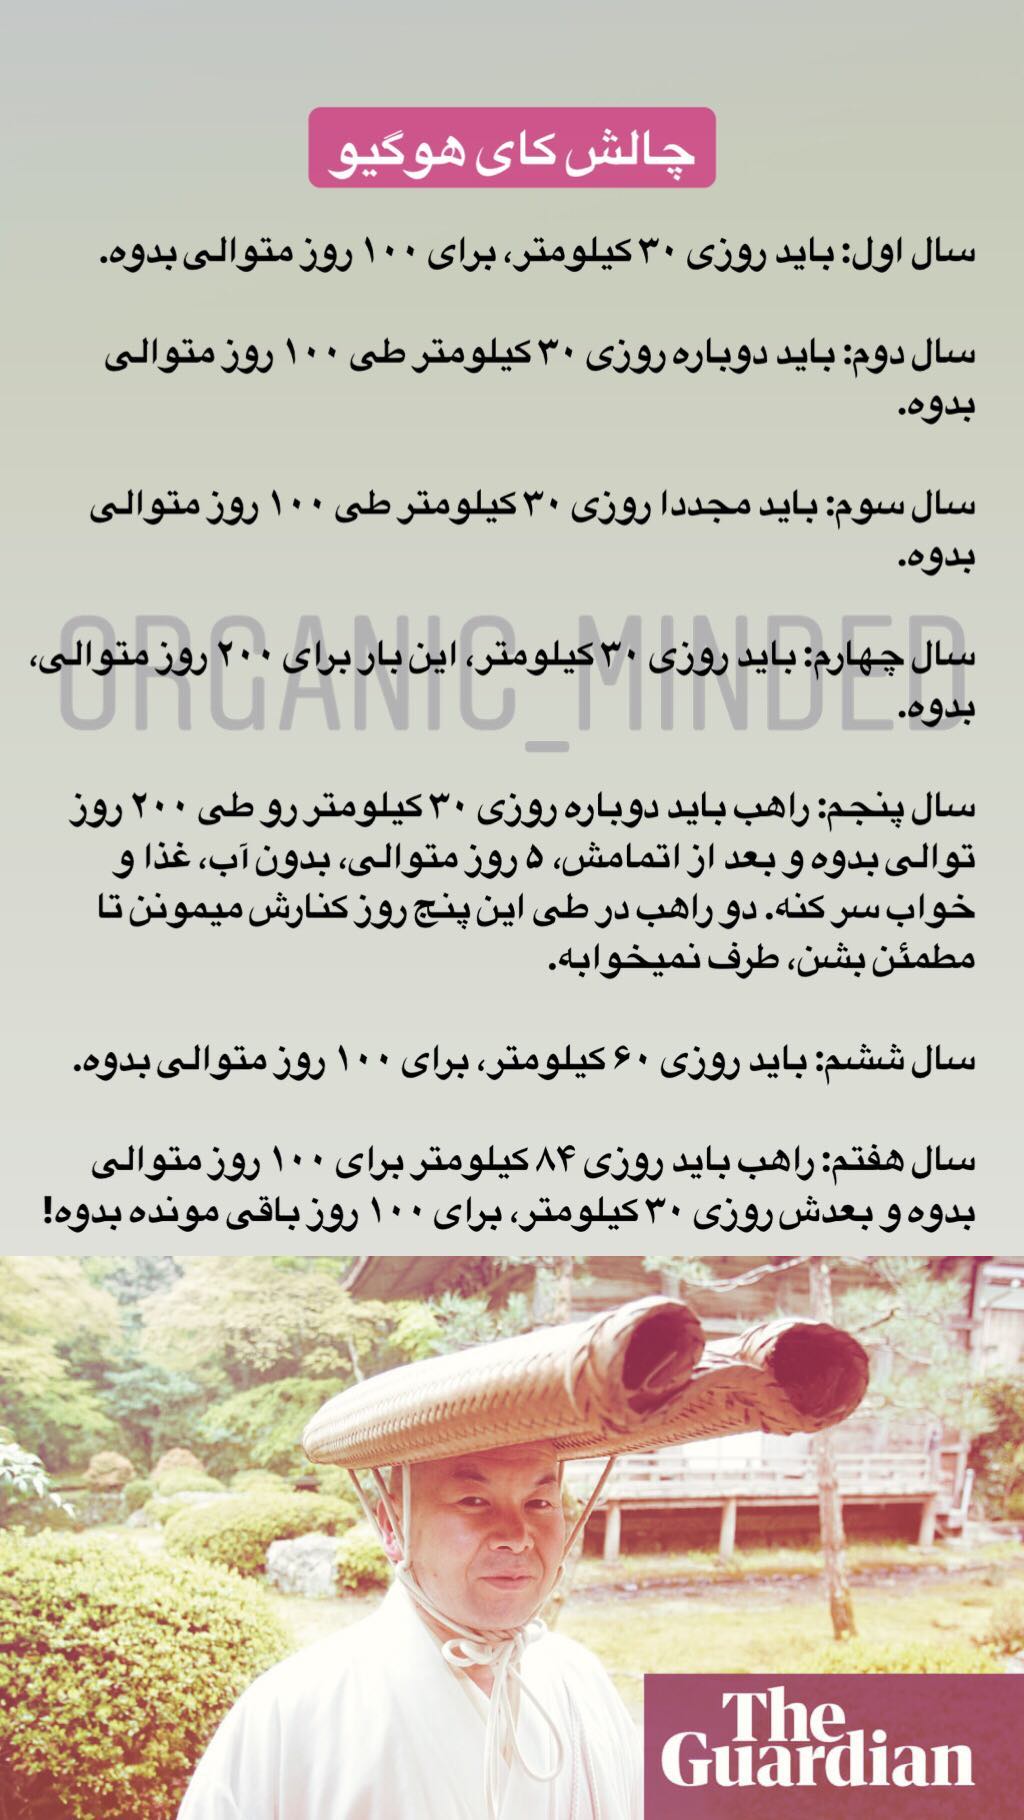 چالش کای هوگیو
سال اول: باید روزی ۳۰ کیلومتر، برای ۱۰۰ روز متوالی بدوه.
سال دوم: باید دوباره روزی ۳۰ کیلومتر طی ۱۰۰ روز متوالی
بدوه.
سال سوم: باید مجددا روزی ۳۰ کیلومتر طی ۱۰۰ روز متوالی
بدوه.
ORGANIC_MINDED
سال چهارم: باید روزی ۳۰ کیلومتر، این بار برای ۲۰۰ روز متوالی،
بدوه.
سال پنجم: راهب باید دوباره روزی ۳۰ کیلومتر رو طی ۲۰۰ روز
توالی بدوه و بعد از اتمامش، ۵ روز متوالی، بدون آب، غذا و
خواب سر کنه. دو راهب در طی این پنج روز کنارش میمونن تا
مطمئن بشن، طرف نمیخوابه.
سال ششم: باید روزی ۶۰ کیلومتر، برای ۱۰۰ روز متوالی بدوه.
سال هفتم: راهب باید روزی ۸۴ کیلومتر برای ۱۰۰ روز متوالی
بدوه و بعدش روزی ۳۰ کیلومتر، برای ۱۰۰ روز باقی مونده بدوه!
The
Guardian